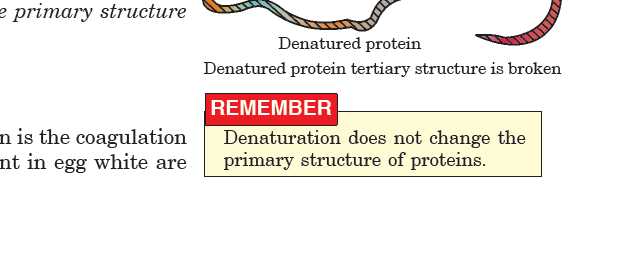 e primary structure
n is the coagulation
nt in egg white are
Denatured protein
Denatured protein tertiary structure is broken
REMEMBER
Denaturation does not change the
primary structure of proteins.